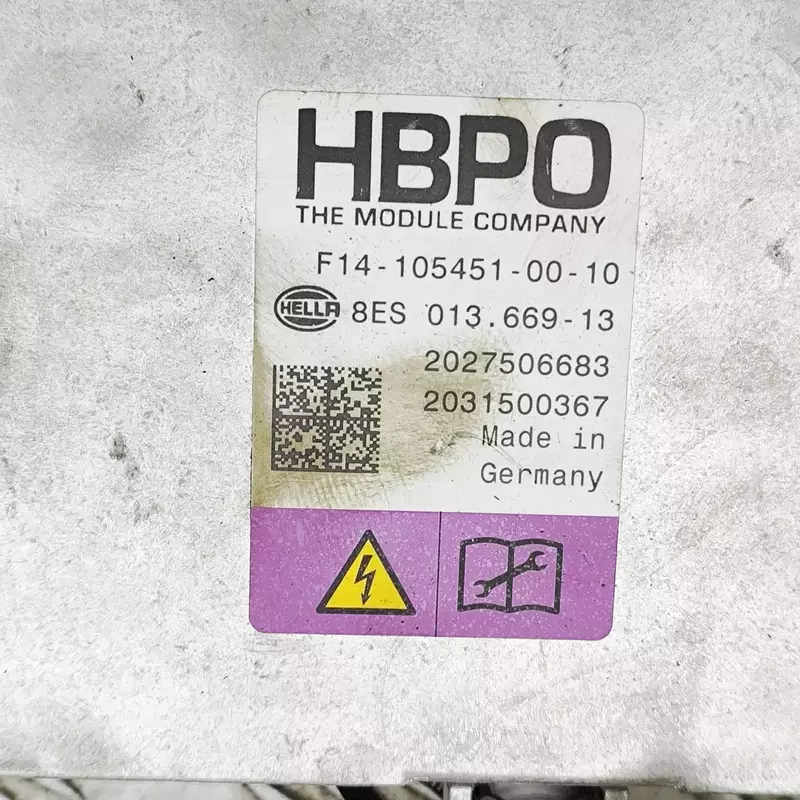 HBPO
THE MODULE COMPANY
F14-105451-00-10
HELLA 8ES 013.669-13
2027506683
2031500367
Made in
Germany